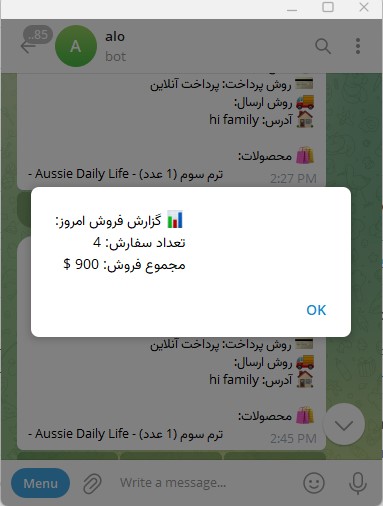 ..85
A
alo
bot
روش پرداخت: پرداخت آنلاین
روش ارسال:
آدرس: hi family
محصولات:
ترم سوم (1 عدد) - Aussie Daily Life -
2:27 PM
گزارش فروش امروز:
تعداد سفارش: 4
مجموع فروش: 900 $
OK
روش پرداخت: پرداخت آنلاین
روش ارسال:
آدرس: hi family
محصولات:
ترم سوم (1 عدد) - Aussie Daily Life -
2:45 PM
Menu
Write a message...